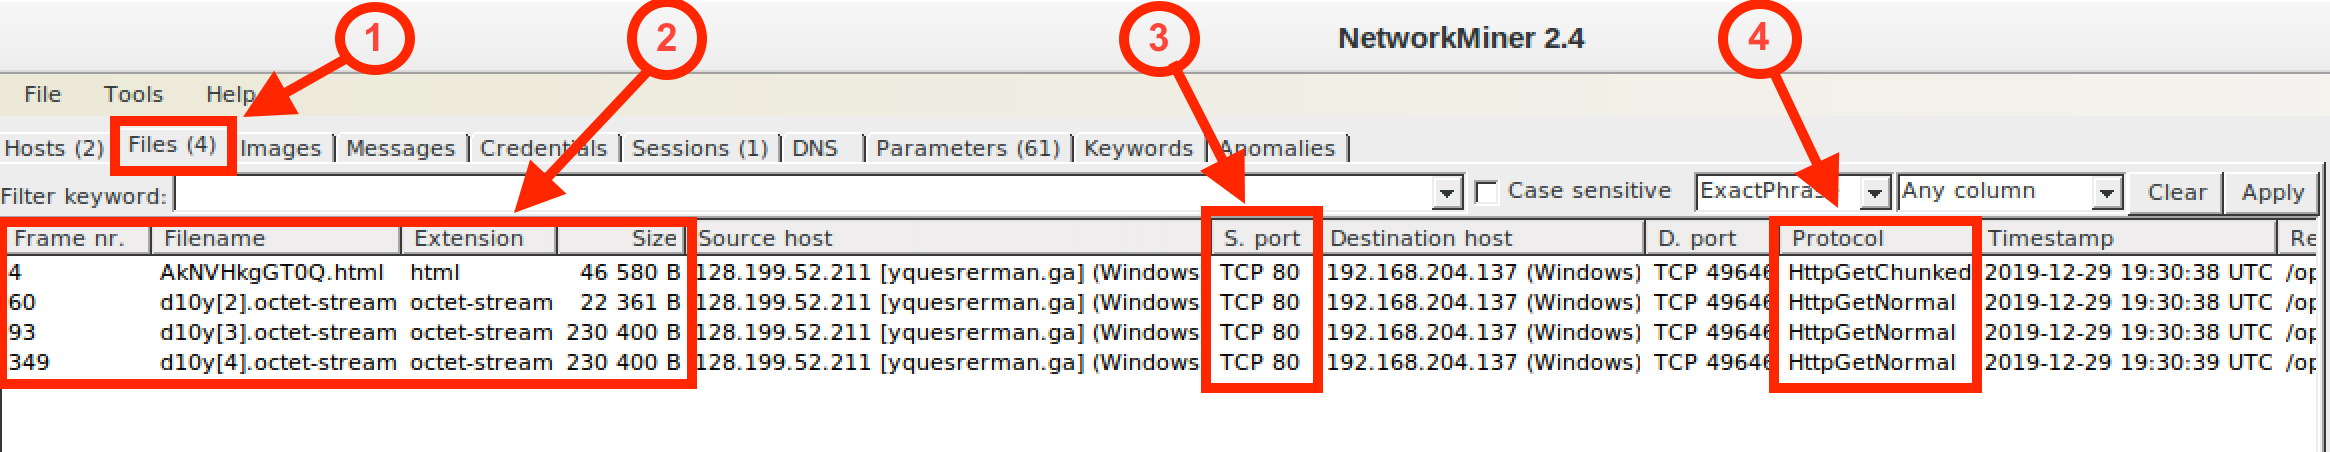 1 2 3 4
NetworkMiner 2.4
File Tools Help
Hosts (2) Files (4) Images Messages Credentials Sessions (1) DNS Parameters (61) Keywords Anomalies
Filter keyword: Case sensitive ExactPhrase Any column Clear Apply
Frame nr. Filename Extension Size Source host S. port Destination host D. port Protocol Timestamp Re
4 AkNVHkgGT0Q.html html 46 580 B 128.199.52.211 [yquesrerman.ga] (Windows TCP 80 192.168.204.137 (Windows) TCP 49646 HttpGetChunked 2019-12-29 19:30:38 UTC /op
60 d10y[2].octet-stream octet-stream 22 361 B 128.199.52.211 [yquesrerman.ga] (Windows TCP 80 192.168.204.137 (Windows) TCP 49646 HttpGetNormal 2019-12-29 19:30:38 UTC /op
93 d10y[3].octet-stream octet-stream 230 400 B 128.199.52.211 [yquesrerman.ga] (Windows TCP 80 192.168.204.137 (Windows) TCP 49646 HttpGetNormal 2019-12-29 19:30:38 UTC /op
349 d10y[4].octet-stream octet-stream 230 400 B 128.199.52.211 [yquesrerman.ga] (Windows TCP 80 192.168.204.137 (Windows) TCP 49646 HttpGetNormal 2019-12-29 19:30:39 UTC /op